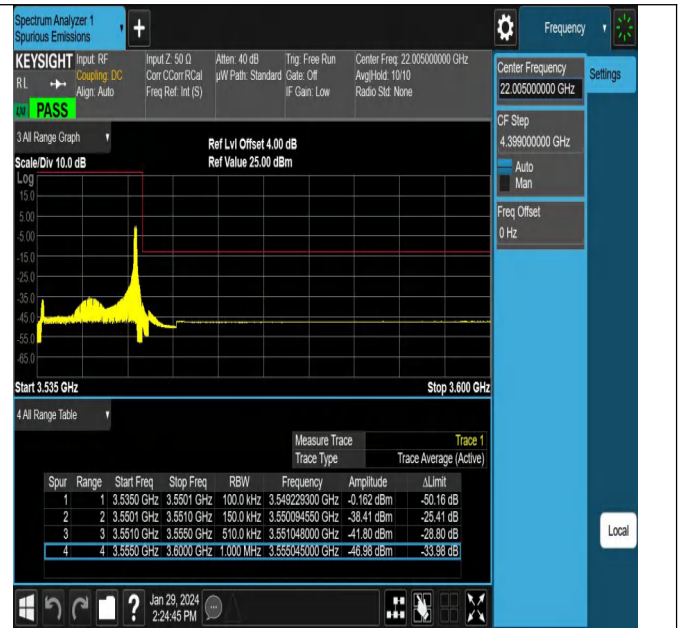 Spectrum Analyzer 1
Spurious Emissions
+
Frequency
KEYSIGHT
RL
PASS
Input: RF
Coupling: DC
Align: Auto
Input Z: 50 Ω
Corr CCorr RCal
Freq Ref: Int (S)
Atten: 40 dB
µW Path: Standard
Trig: Free Run
Gate: Off
IF Gain: Low
Center Freq: 22.005000000 GHz
Avg|Hold: 10/10
Radio Std: None
3 All Range Graph
Scale/Div 10.0 dB
Ref Lvl Offset 4.00 dB
Ref Value 25.00 dBm
Log
15.0
5.00
-5.00
-15.0
-25.0
-35.0
-45.0
-55.0
-65.0
Start 3.535 GHz
Stop 3.600 GHz
4 All Range Table
Measure Trace Trace 1
Trace Type Trace Average (Active)
Spur Range Start Freq Stop Freq RBW Frequency Amplitude ΔLimit
1 1 3.5350 GHz 3.5501 GHz 100.0 kHz 3.549229300 GHz -0.162 dBm -50.16 dB
2 2 3.5501 GHz 3.5510 GHz 150.0 kHz 3.550094550 GHz -38.41 dBm -25.41 dB
3 3 3.5510 GHz 3.5550 GHz 510.0 kHz 3.551048000 GHz -41.80 dBm -28.80 dB
4 4 3.5550 GHz 3.6000 GHz 1.000 MHz 3.555045000 GHz -46.98 dBm -33.98 dB
Center Frequency
22.005000000 GHz
Settings
CF Step
4.399000000 GHz
Auto
Man
Freq Offset
0 Hz
Local
?
Jan 29, 2024
2:24:45 PM